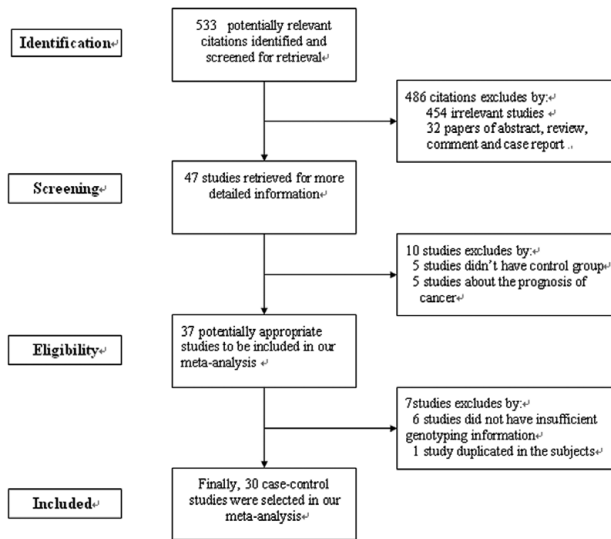 533 potentially relevant
citations identified and
screened for retrieval↵
Identification↵
486 citations excludes by:↵
454 irrelevant studies ↵
32 papers of abstract, review,
comment and case report ..
47 studies retrieved for more
detailed information↵
Screening↵
10 studies excludes by:↵
5 studies didn't have control group↵
5 studies about the prognosis of
cancer↵
37 potentially appropriate
studies to be included in our
meta-analysis ↵
Eligibility↵
7studies excludes by:↵
6 studies did not have insufficient
genotyping information↵
1 study duplicated in the subjects↵
Finally, 30 case-control
studies were selected in our
meta-analysis↵
Included↵